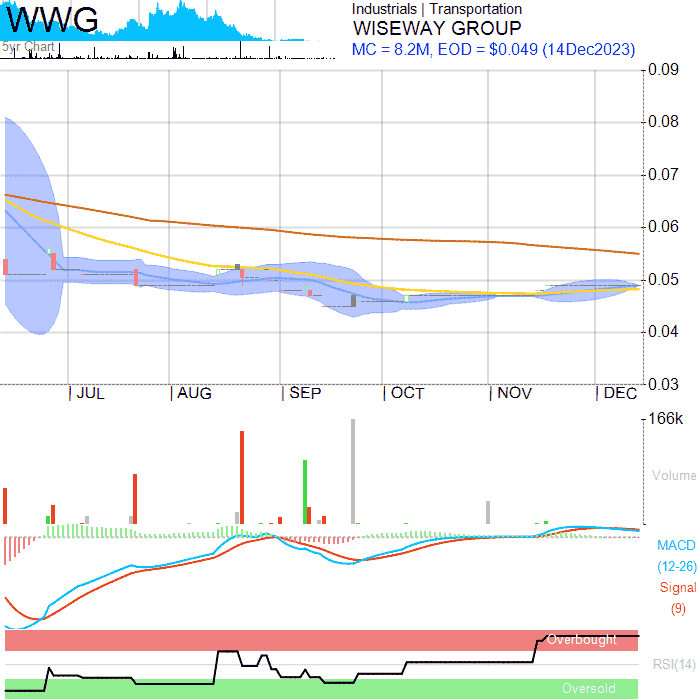 WWG
5yr Chart
Industrials | Transportation
WISEWAY GROUP
MC = 8.2M, EOD = $0.049 (14Dec2023)
0.09
0.08
0.07
0.06
0.05
0.04
0.03
JUL AUG SEP OCT NOV DEC
166k
Volume
MACD
(12-26)
Signal
(9)
Overbought
RSI(14)
Oversold